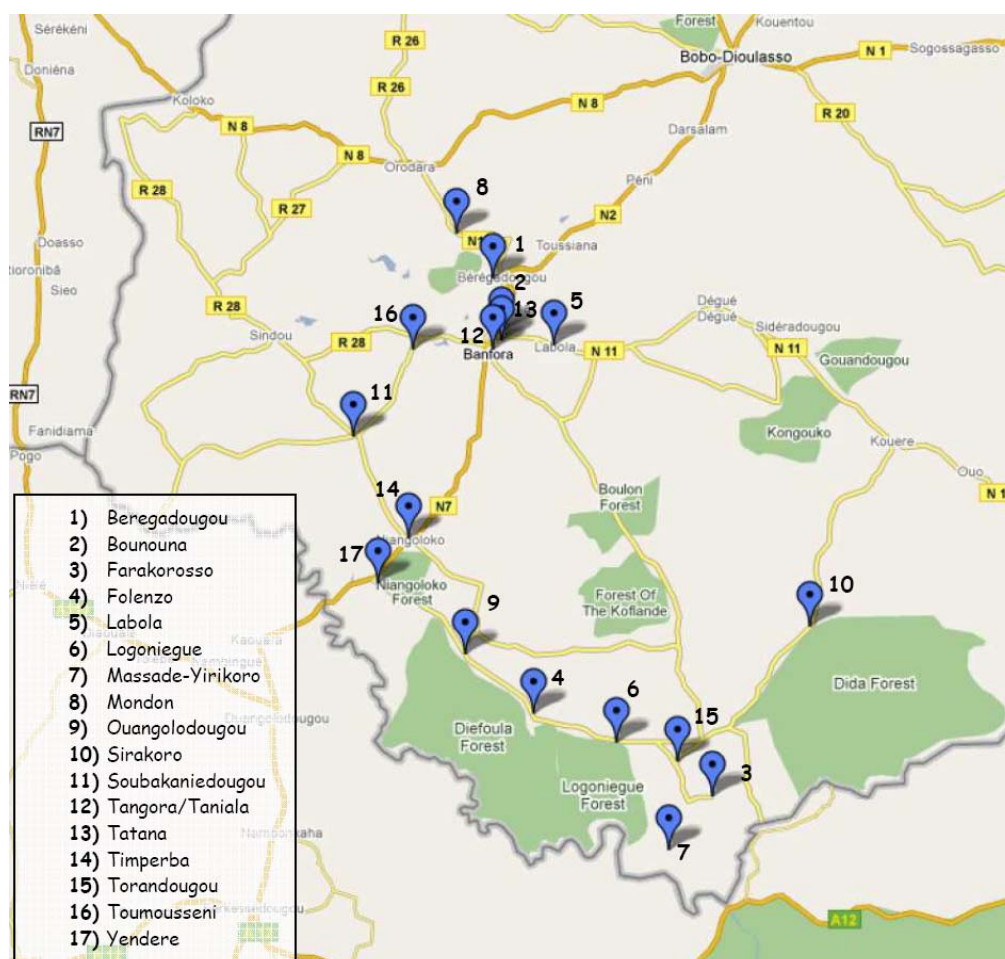 Sérékéni
Forest
Kouentou
R 26
N 1
Sogossagasso
Doniéna
Bobo-Dioulasso
R 26
Koloko
N 8
R 20
RN7
N 8
Darsalam
N 8
Orodara
R 28
Péni
8
R 27
N2
Doasso
1
Toussiana
Bérégadougou
2
Sieo
Dégué
Dégué
R 28
16
13
5
Sidéradougou
Sindou
12
R 28
Banfora
Labola
N 11
N 11
Gouandougou
RN7
11
Fanidiama
Kongouko
Kouere
Pogo
Ouo
14
N7
Boulon
Forest
N 1
Niangoloko
17
Niangoloko
Forest
Forest Of
The Koflande
10
9
Kaouara
4
Dida Forest
6
15
Diefoula
Forest
3
Logoniegue
Forest
7
A12
1) Beregadougou
2) Bounouna
3) Farakorosso
4) Folenzo
5) Labola
6) Logoniegue
7) Massade-Yirikoro
8) Mondon
9) Ouangolodougou
10) Sirakoro
11) Soubakaniedougou
12) Tangora/Taniala
13) Tatana
14) Timperba
15) Torandougou
16) Toumousseni
17) Yendere